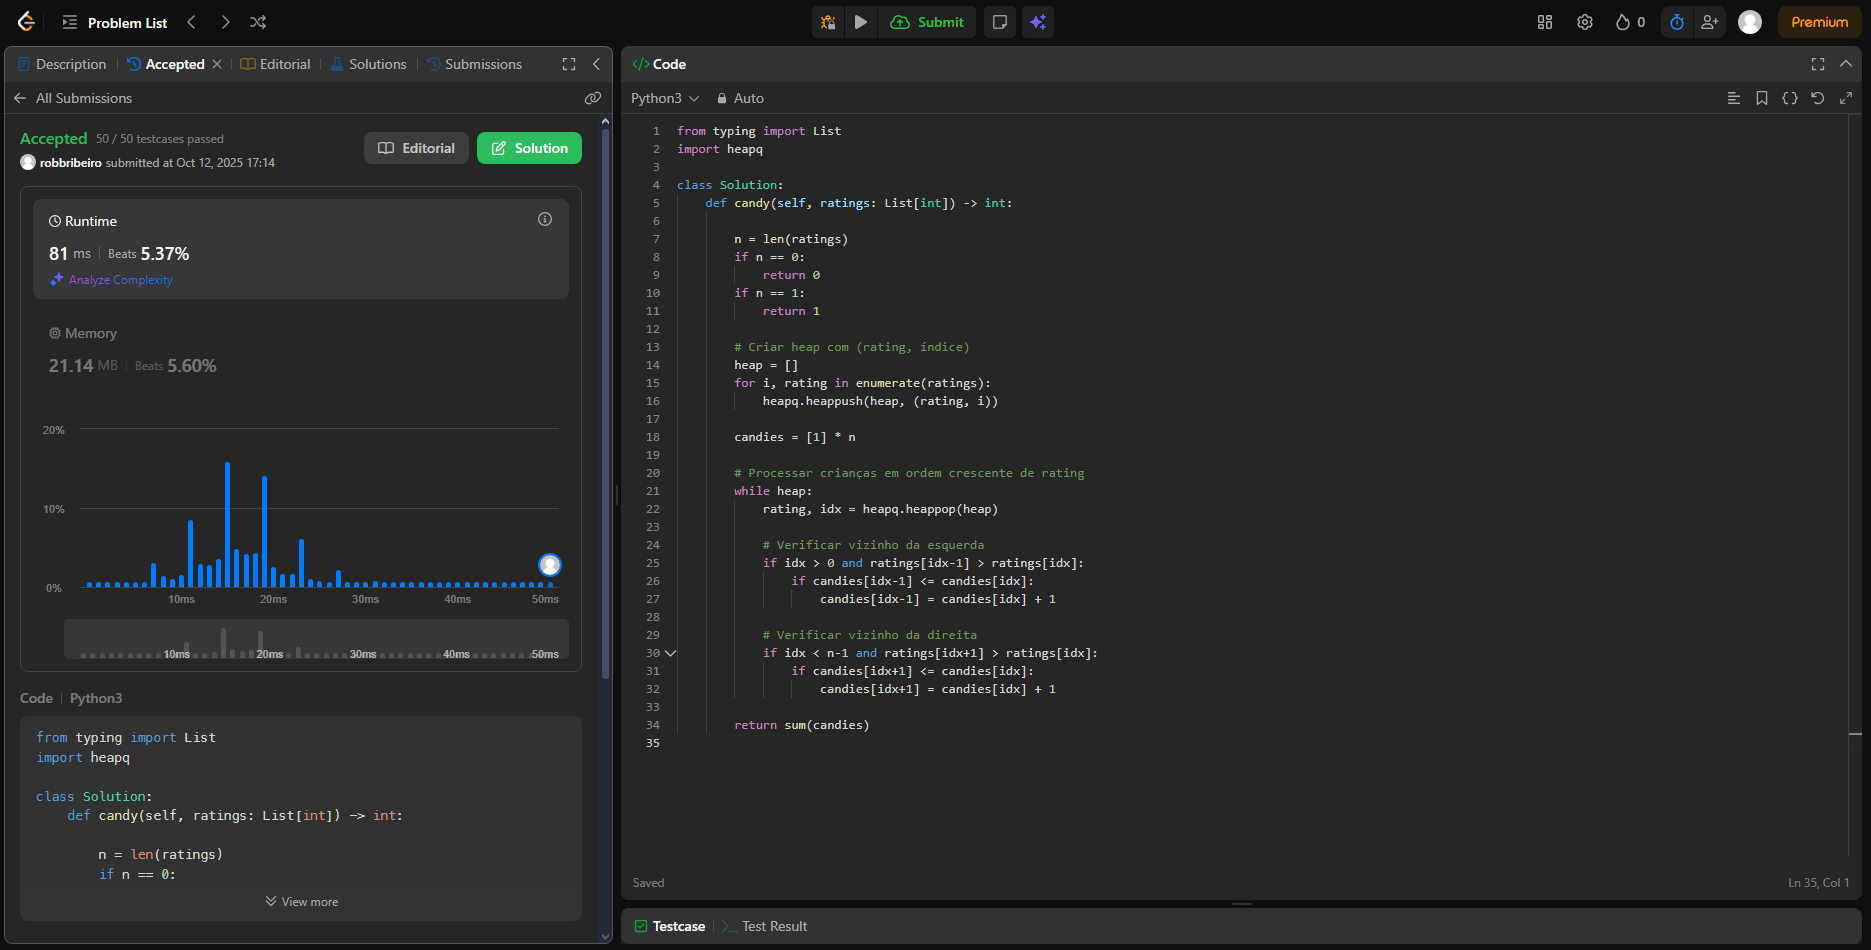 Problem List
Submit
0
Premium
Description
Accepted
Editorial
Solutions
Submissions
All Submissions
Accepted 50 / 50 testcases passed
robbribeiro submitted at Oct 12, 2025 17:14
Editorial
Solution
Runtime
81 ms Beats 5.37%
Analyze Complexity
Memory
21.14 MB Beats 5.60%
20%
10%
0%
10ms 20ms 30ms 40ms 50ms
10ms 20ms 30ms 40ms 50ms
Code Python3
from typing import List
import heapq
class Solution:
def candy(self, ratings: List[int]) -> int:
n = len(ratings)
if n == 0:
View more
</> Code
Python3 Auto
1 from typing import List
2 import heapq
3
4 class Solution:
5 def candy(self, ratings: List[int]) -> int:
6
7 n = len(ratings)
8 if n == 0:
9 return 0
10 if n == 1:
11 return 1
12
13 # Criar heap com (rating, índice)
14 heap = []
15 for i, rating in enumerate(ratings):
16 heapq.heappush(heap, (rating, i))
17
18 candies = [1] * n
19
20 # Processar crianças em ordem crescente de rating
21 while heap:
22 rating, idx = heapq.heappop(heap)
23
24 # Verificar vizinho da esquerda
25 if idx > 0 and ratings[idx-1] > ratings[idx]:
26 if candies[idx-1] <= candies[idx]:
27 candies[idx-1] = candies[idx] + 1
28
29 # Verificar vizinho da direita
30 if idx < n-1 and ratings[idx+1] > ratings[idx]:
31 if candies[idx+1] <= candies[idx]:
32 candies[idx+1] = candies[idx] + 1
33
34 return sum(candies)
35
Saved
Ln 35, Col 1
Testcase
Test Result